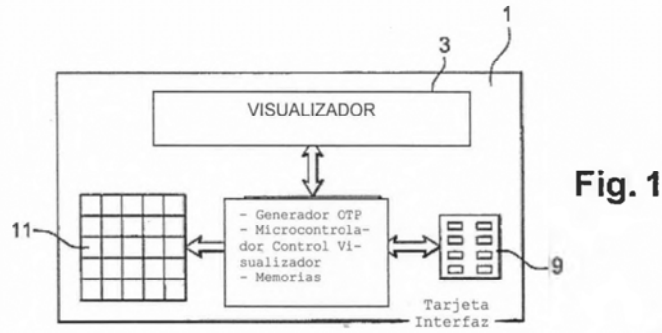 1
3
VISUALIZADOR
Fig. 1
11
- Generador OTP
- Microcontrola-
dor Control Vi-
sualizador
- Memorias
9
Tarjeta
Interfaz